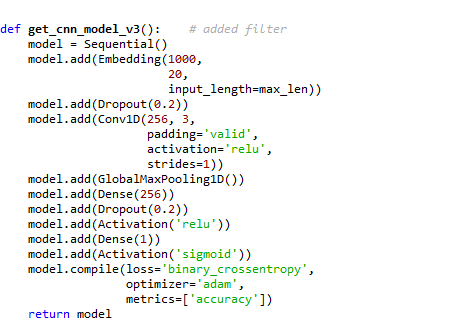 def get_cnn_model_v3():    # added filter
    model = Sequential()
    model.add(Embedding(1000,
                        20,
                        input_length=max_len))
    model.add(Dropout(0.2))
    model.add(Conv1D(256, 3,
                     padding='valid',
                     activation='relu',
                     strides=1))
    model.add(GlobalMaxPooling1D())
    model.add(Dense(256))
    model.add(Dropout(0.2))
    model.add(Activation('relu'))
    model.add(Dense(1))
    model.add(Activation('sigmoid'))
    model.compile(loss='binary_crossentropy',
                  optimizer='adam',
                  metrics=['accuracy'])
    return model